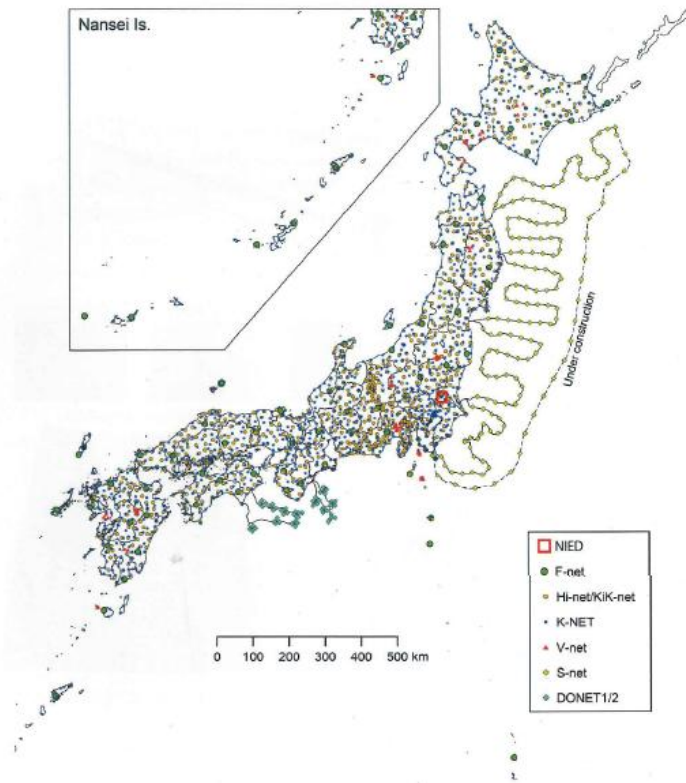 Nansei Is.
Under construction
NIED
F-net
Hi-net/KiK-net
K-NET
V-net
S-net
DONET1/2
0 100 200 300 400 500 km